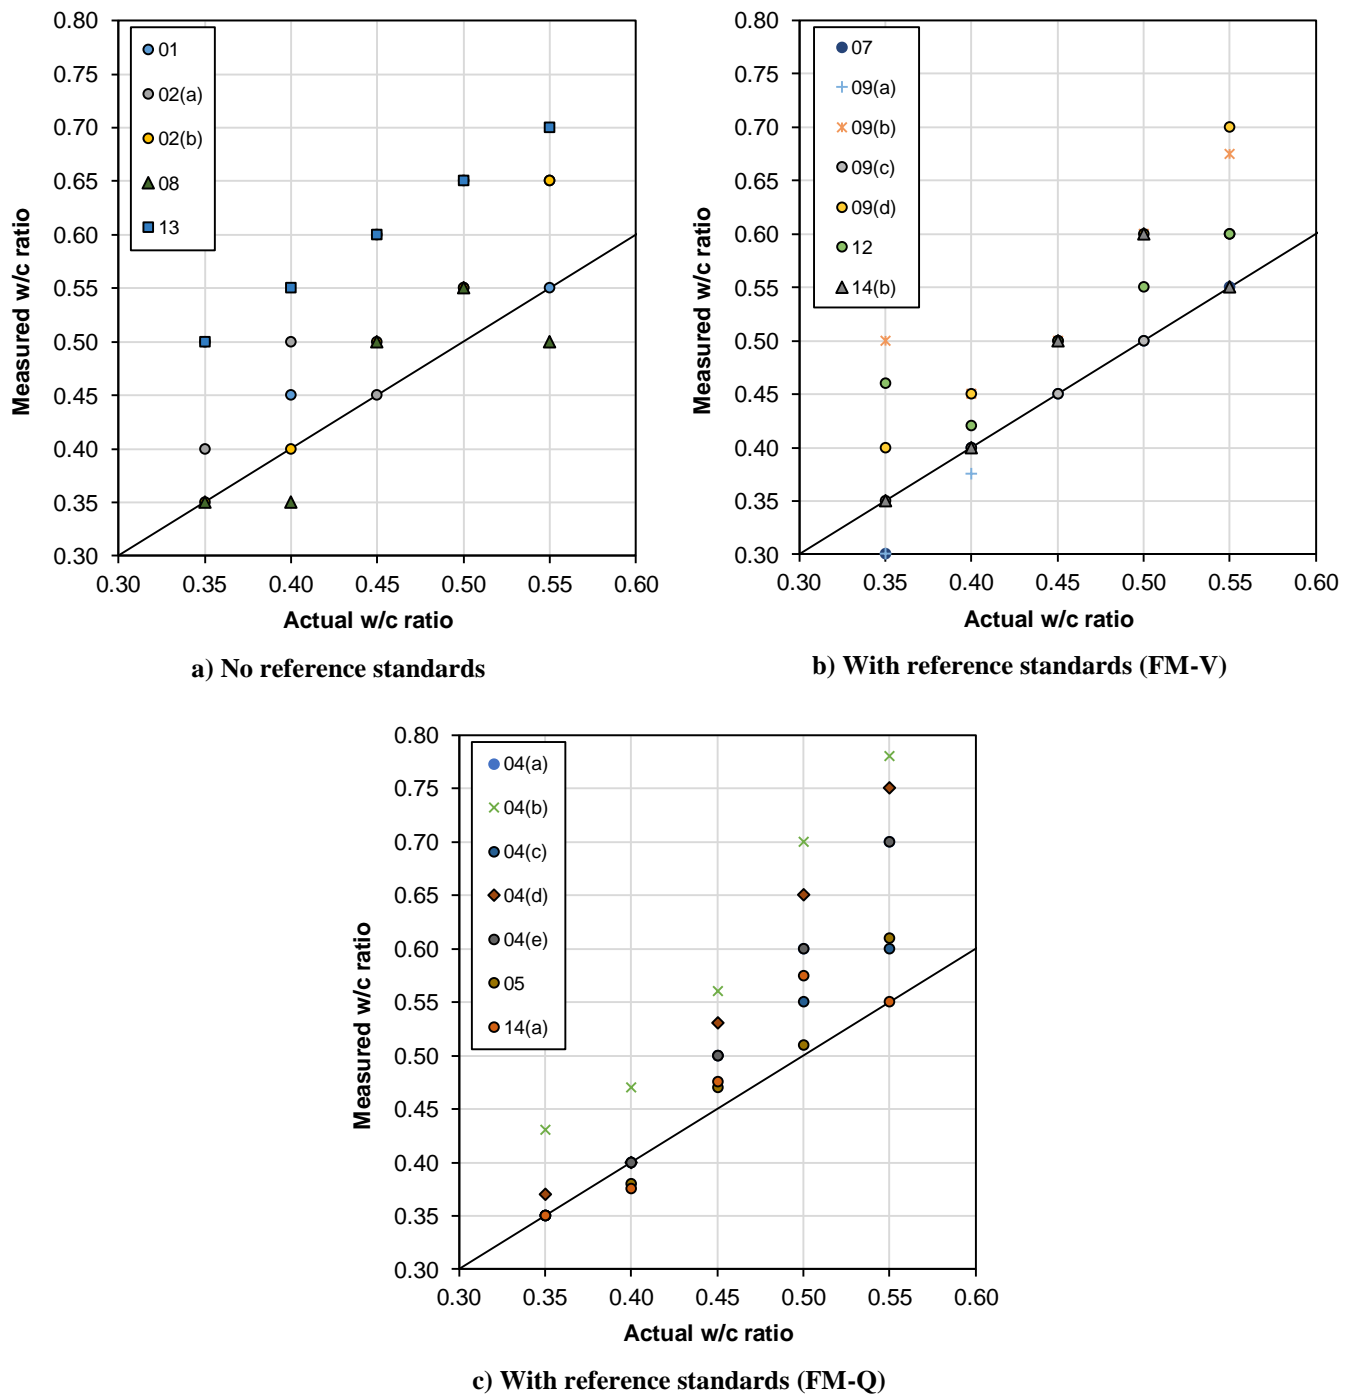 0.80
0.75
0.70
0.65
0.60
0.55
0.50
0.45
0.40
0.35
0.30
Measured w/c ratio
01
02(a)
02(b)
08
13
0.30 0.35 0.40 0.45 0.50 0.55 0.60
Actual w/c ratio
a) No reference standards
0.80
0.75
0.70
0.65
0.60
0.55
0.50
0.45
0.40
0.35
0.30
Measured w/c ratio
07
09(a)
09(b)
09(c)
09(d)
12
14(b)
0.30 0.35 0.40 0.45 0.50 0.55 0.60
Actual w/c ratio
b) With reference standards (FM-V)
0.80
0.75
0.70
0.65
0.60
0.55
0.50
0.45
0.40
0.35
0.30
Measured w/c ratio
04(a)
04(b)
04(c)
04(d)
04(e)
05
14(a)
0.30 0.35 0.40 0.45 0.50 0.55 0.60
Actual w/c ratio
c) With reference standards (FM-Q)